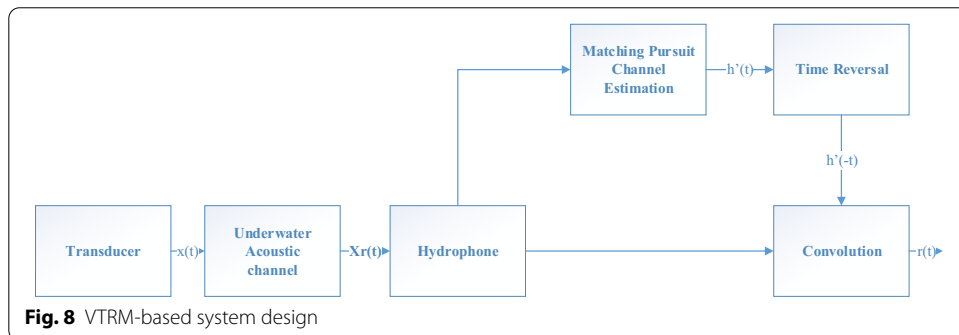 Matching Pursuit
Channel
Estimation
h'(t)
Time Reversal
h'(-t)
Transducer
x(t)
Underwater
Acoustic
channel
Xr(t)
Hydrophone
Convolution
r(t)
Fig. 8 VTRM-based system design